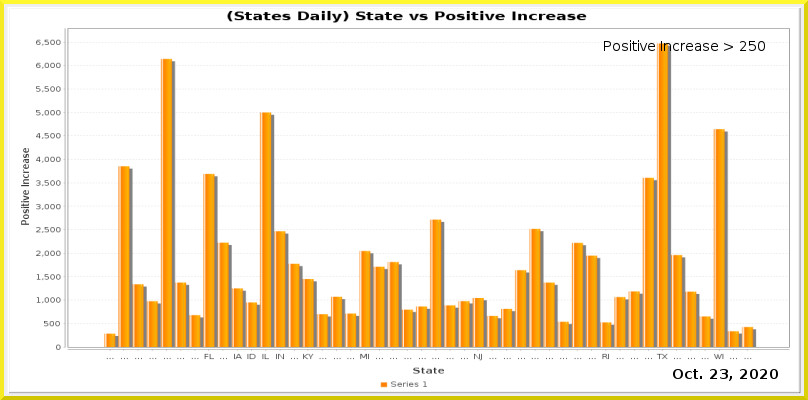 (States Daily) State vs Positive Increase
Positive Increase > 250
6,500
6,000
5,500
5,000
4,500
4,000
3,500
3,000
2,500
2,000
1,500
1,000
500
0
Positive Increase
... ... ... ... ... ... ... FL ... IA ID IL IN ... KY ... ... ... MI ... ... ... ... ... ... ... NJ ... ... ... ... ... ... ... ... RI ... ... ... TX ... ... ... WI ... ...
State
Series 1
Oct. 23, 2020